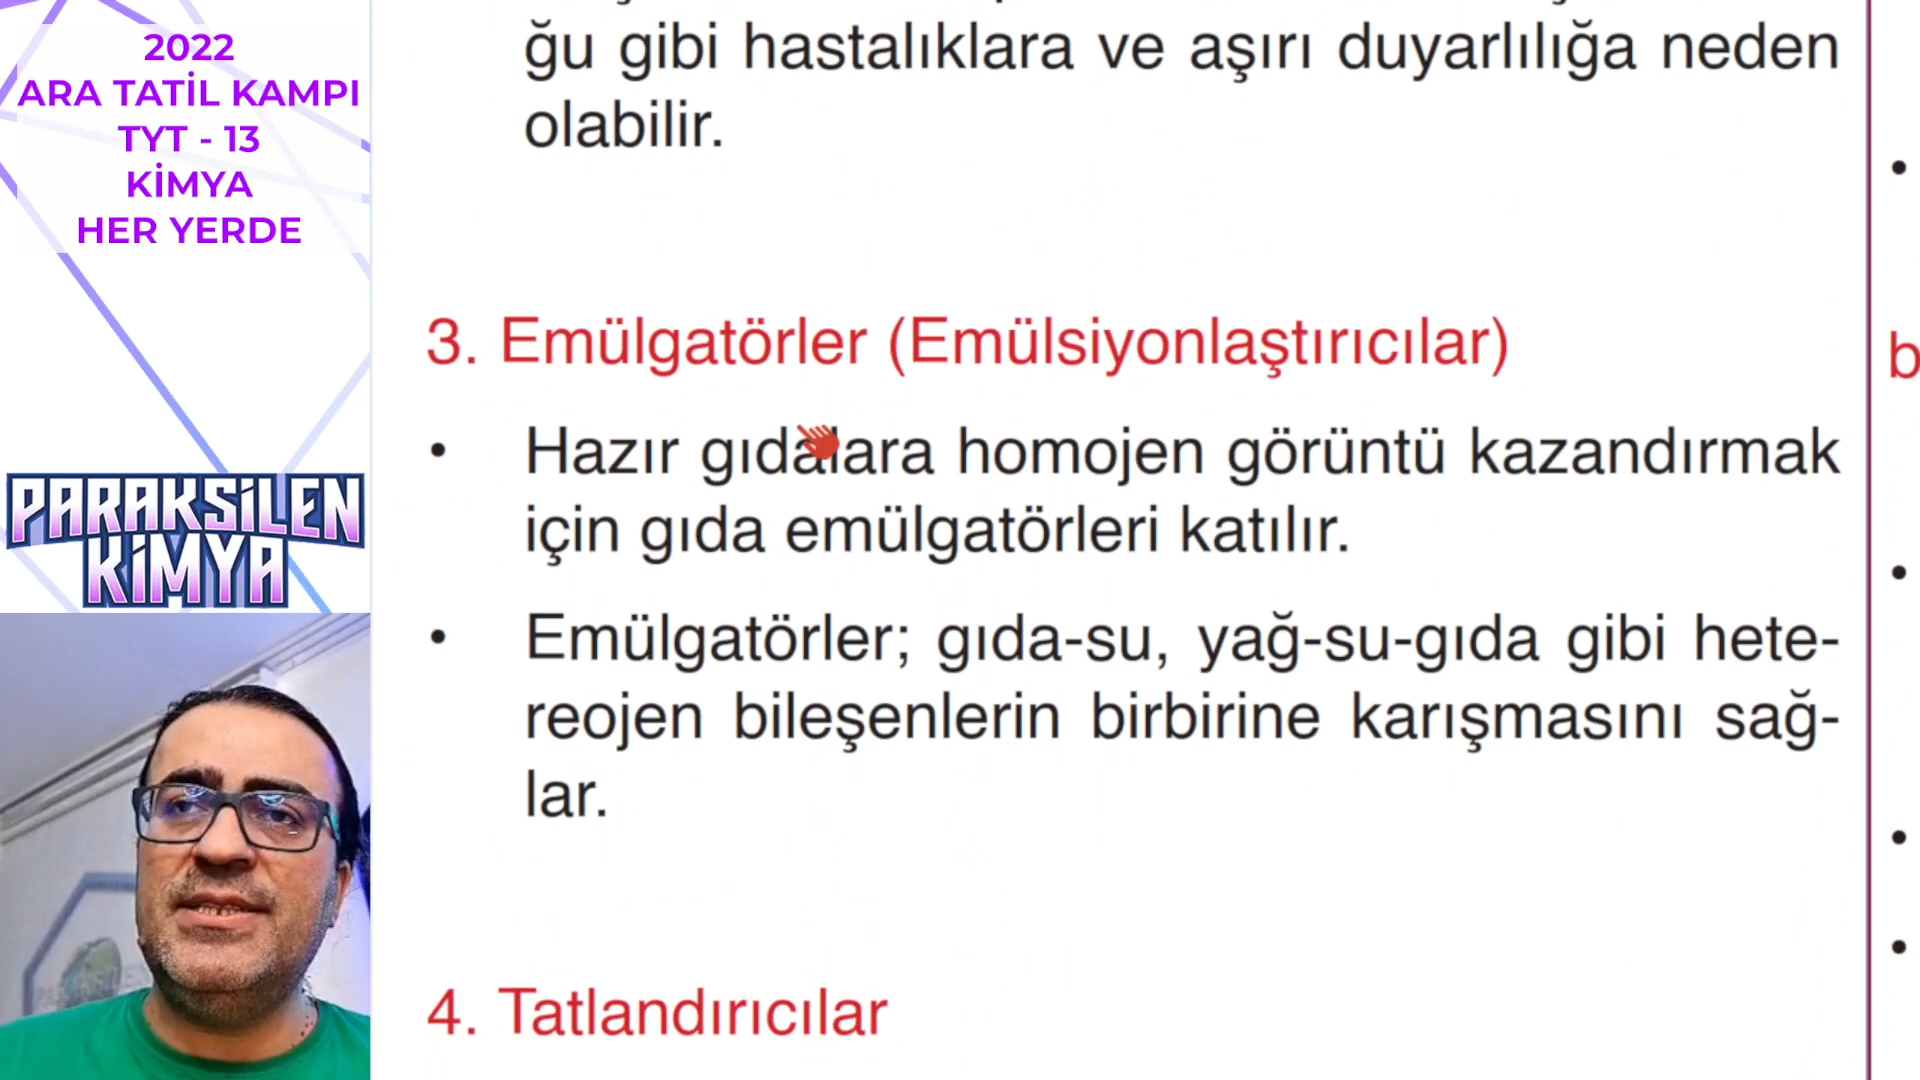 2022
ARA TATİL KAMPI
TYT - 13
KİMYA
HER YERDE
PARAKSİLEN
KİMYA
ğu gibi hastalıklara ve aşırı duyarlılığa neden
olabilir.
3. Emülgatörler (Emülsiyonlaştırıcılar)
• Hazır gıdalara homojen görüntü kazandırmak
için gıda emülgatörleri katılır.
• Emülgatörler; gıda-su, yağ-su-gıda gibi hete-
reojen bileşenlerin birbirine karışmasını sağ-
lar.
4. Tatlandırıcılar
b